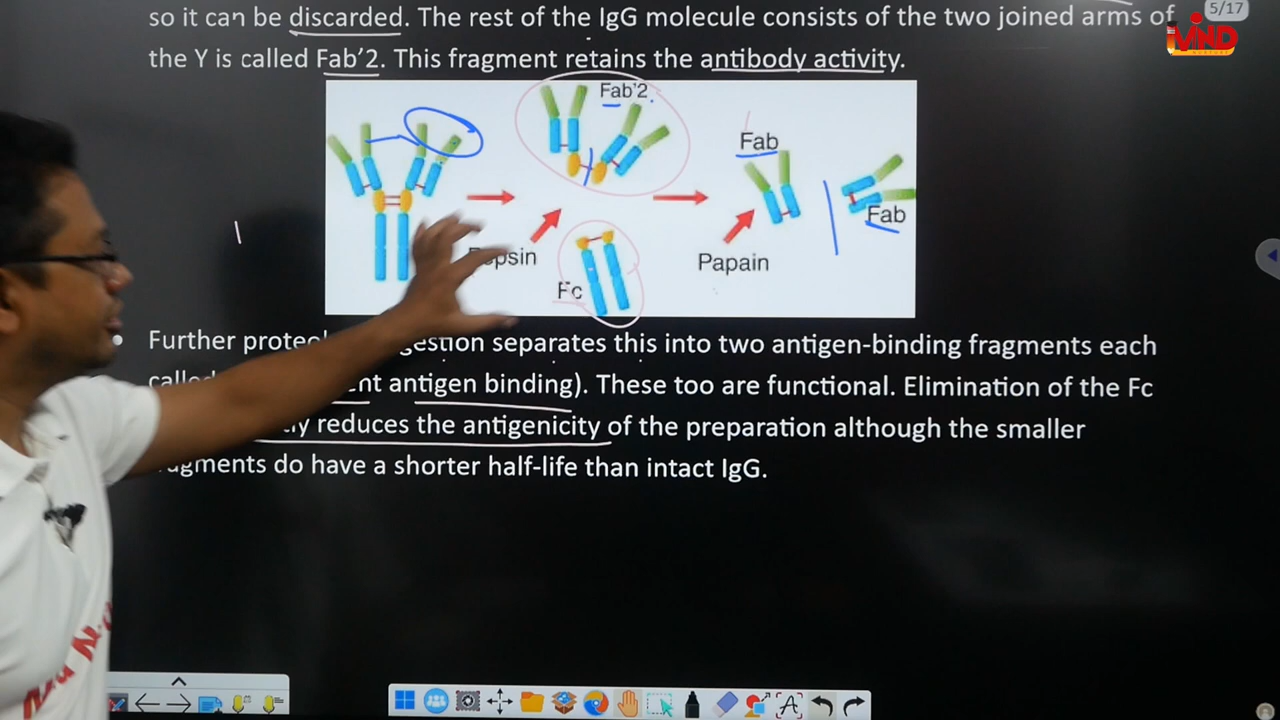 so it can be discarded. The rest of the IgG molecule consists of the two joined arms of
5/17
MIND
the Y is called Fab’2. This fragment retains the antibody activity.
Fab'2
Fab
Fab
Papain
Fc
Further digestion separates this into two antigen-binding fragments each
antigen binding). These too are functional. Elimination of the Fc
reduces the antigenicity of the preparation although the smaller
fragments do have a shorter half-life than intact IgG.